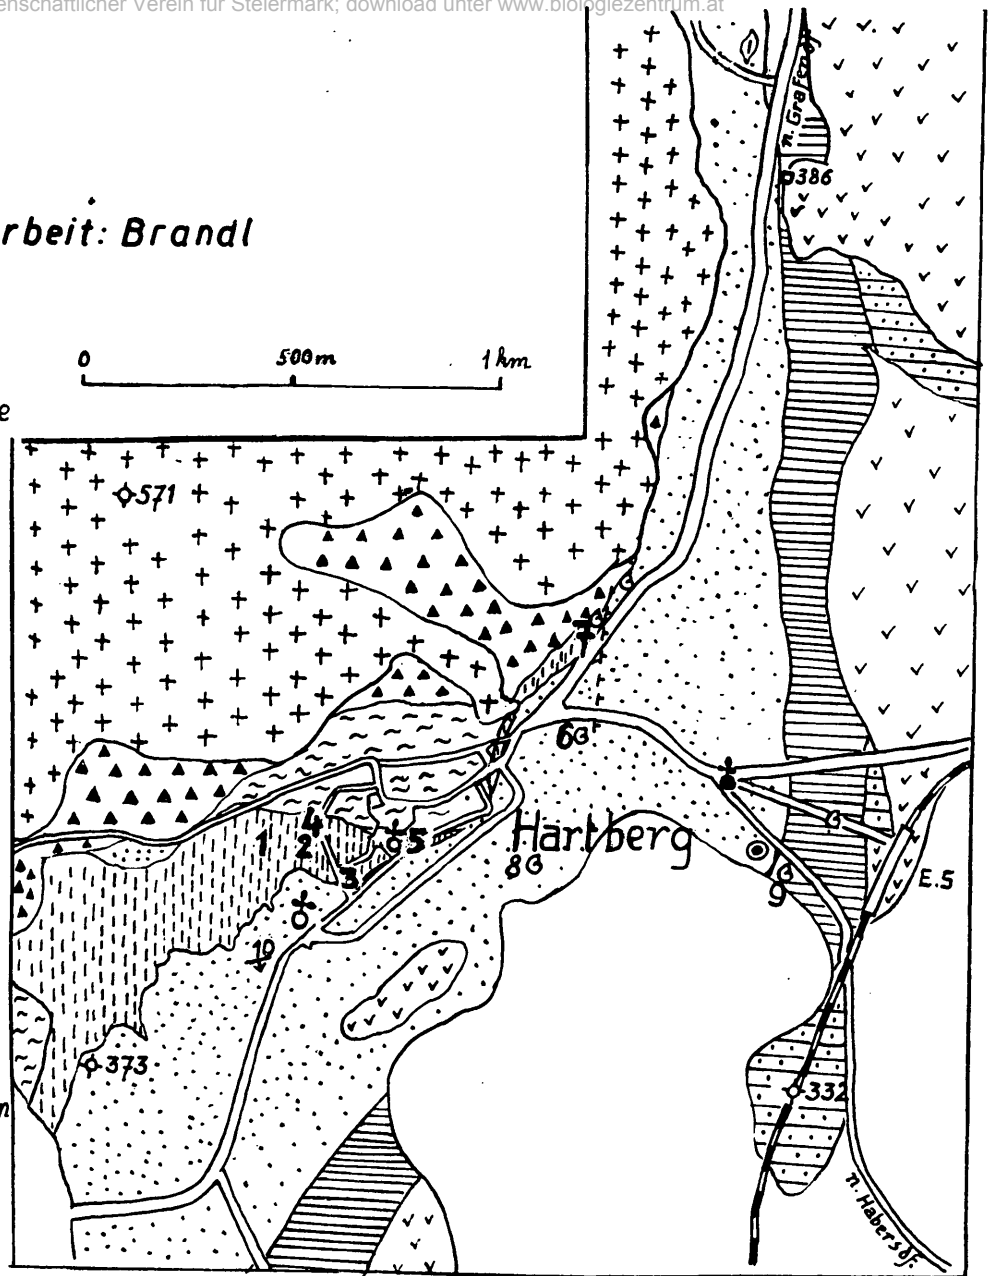 enschaftlicher Verein für Steiermark; download unter www.biologiezentrum.at
n. Grafendf.
386
rbeit: Brandl
0 500m 1 km
e
571
6
1 4
2 5
3
Hartberg
8
9
E.5
10
373
n
332
n. Habersdf.